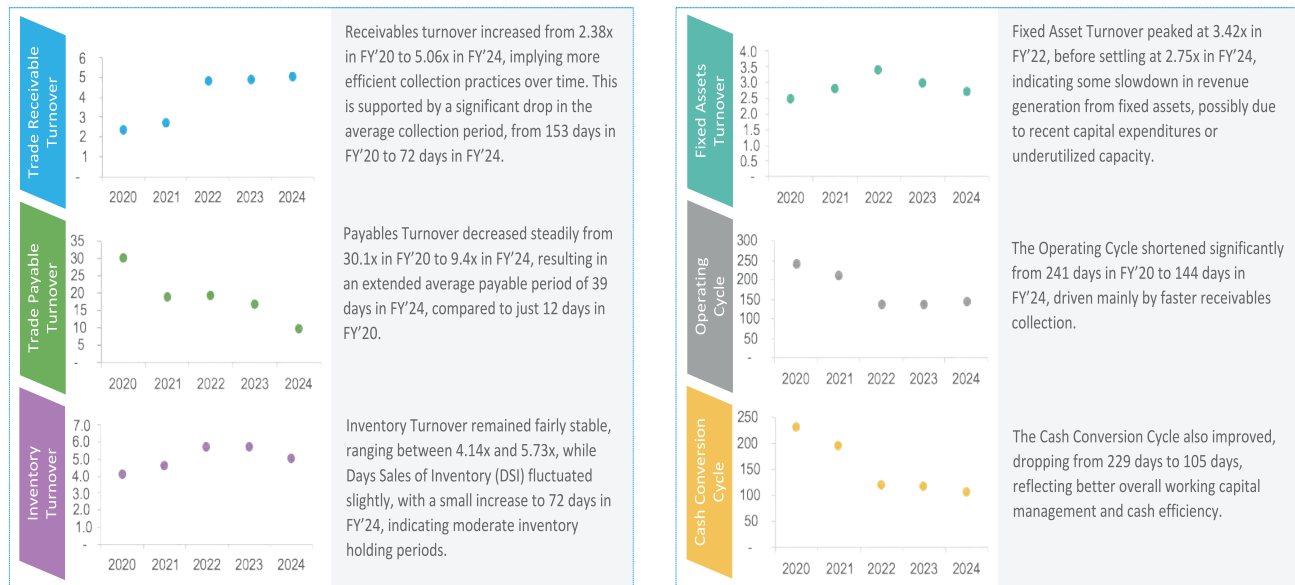 Trade Receivable
Turnover
6
5
4
3
2
1
-
2020 2021 2022 2023 2024
Receivables turnover increased from 2.38x
in FY’20 to 5.06x in FY’24, implying more
efficient collection practices over time. This
is supported by a significant drop in the
average collection period, from 153 days in
FY’20 to 72 days in FY’24.
Trade Payable
Turnover
35
30
25
20
15
10
5
-
2020 2021 2022 2023 2024
Payables Turnover decreased steadily from
30.1x in FY’20 to 9.4x in FY’24, resulting in
an extended average payable period of 39
days in FY’24, compared to just 12 days in
FY’20.
Inventory
Turnover
7.0
6.0
5.0
4.0
3.0
2.0
1.0
-
2020 2021 2022 2023 2024
Inventory Turnover remained fairly stable,
ranging between 4.14x and 5.73x, while
Days Sales of Inventory (DSI) fluctuated
slightly, with a small increase to 72 days in
FY’24, indicating moderate inventory
holding periods.
Fixed Assets
Turnover
4.0
3.5
3.0
2.5
2.0
1.5
1.0
0.5
-
2020 2021 2022 2023 2024
Fixed Asset Turnover peaked at 3.42x in
FY’22, before settling at 2.75x in FY’24,
indicating some slowdown in revenue
generation from fixed assets, possibly due
to recent capital expenditures or
underutilized capacity.
Operating
Cycle
300
250
200
150
100
50
-
2020 2021 2022 2023 2024
The Operating Cycle shortened significantly
from 241 days in FY’20 to 144 days in
FY’24, driven mainly by faster receivables
collection.
Cash Conversion
Cycle
250
200
150
100
50
-
2020 2021 2022 2023 2024
The Cash Conversion Cycle also improved,
dropping from 229 days to 105 days,
reflecting better overall working capital
management and cash efficiency.